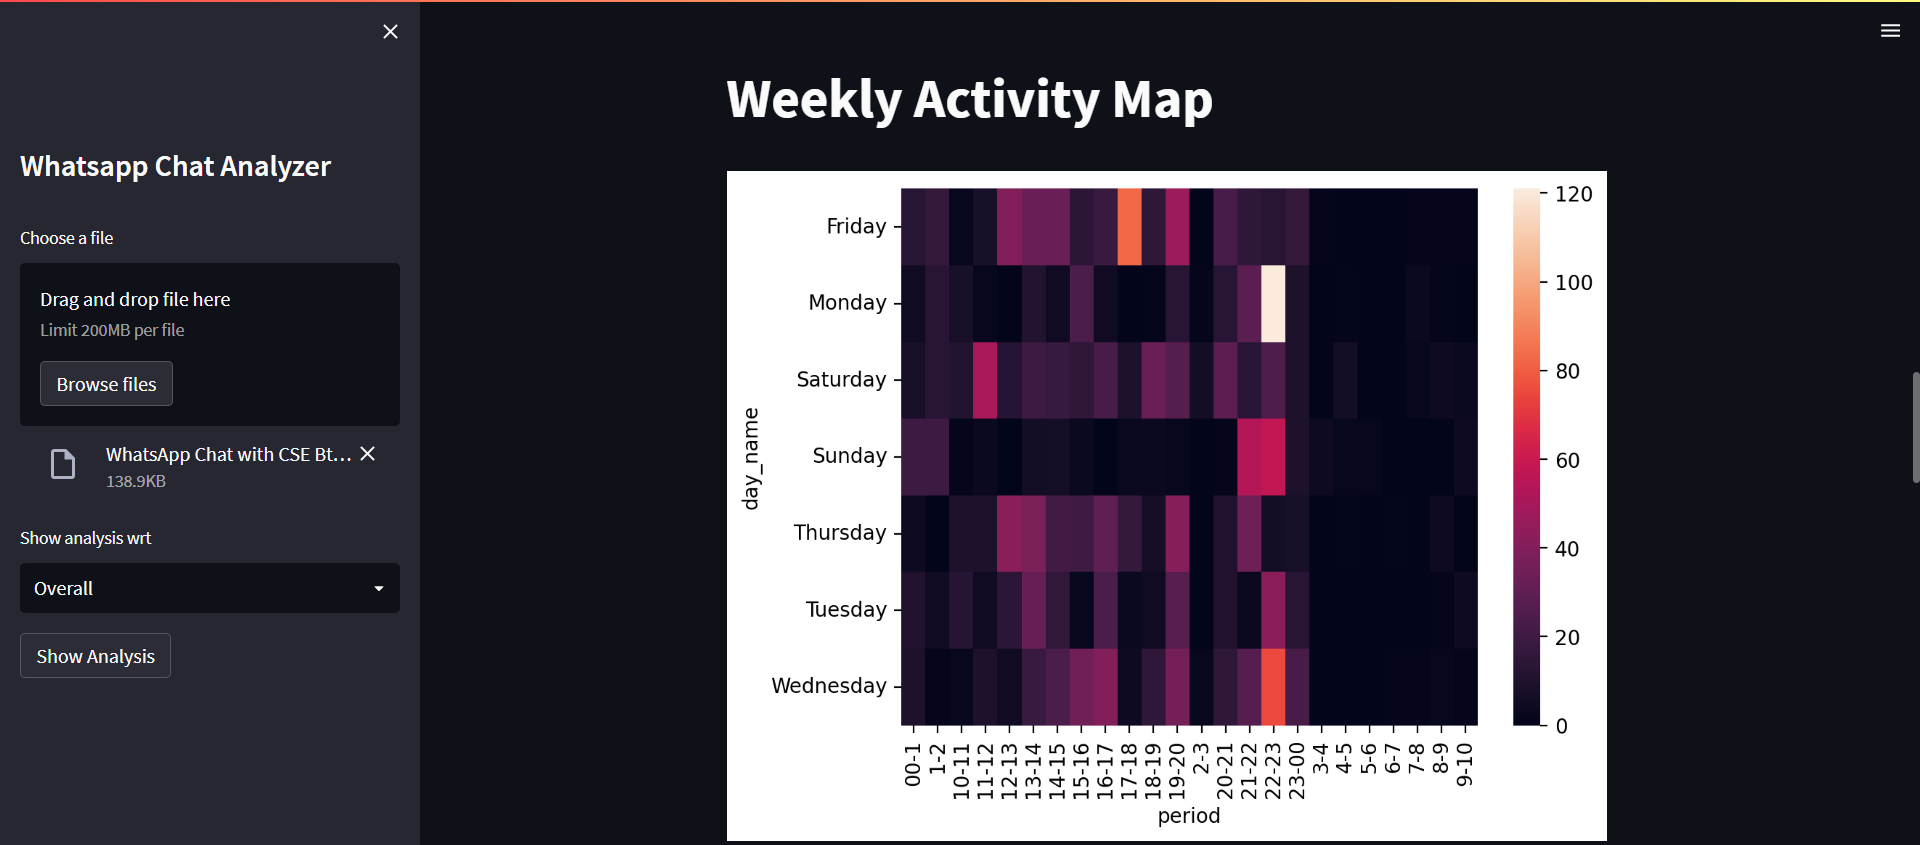 Whatsapp Chat Analyzer
Choose a file
Drag and drop file here
Limit 200MB per file
Browse files
WhatsApp Chat with CSE Bt...
138.9KB
Show analysis wrt
Overall
Show Analysis
Weekly Activity Map
day_name
Friday
Monday
Saturday
Sunday
Thursday
Tuesday
Wednesday
00-1
1-2
10-11
11-12
12-13
13-14
14-15
15-16
16-17
17-18
18-19
19-20
2-3
20-21
21-22
22-23
23-00
3-4
4-5
5-6
6-7
7-8
8-9
9-10
period
120
100
80
60
40
20
0